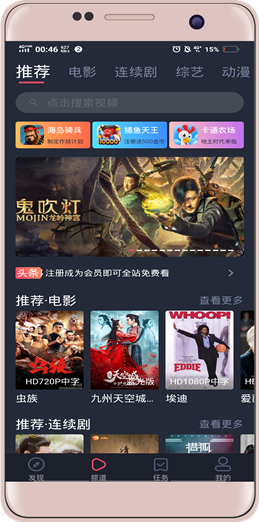 00:46
15%
推荐 电影 连续剧 综艺 动漫
点击搜索视频
海岛骑兵
制定作战计划
捕鱼天王
注册送500金币
卡通农场
地主时代来临
鬼吹灯
MOJIN 龙岭神宫
头条 注册成为会员即可全站免费看
推荐·电影 查看更多
HD720P中字
HD1080P中字
WHOOPI
EDDIE
虫族 九州天空城... 埃迪
推荐·连续剧 查看更多
发现 频道 任务 我的